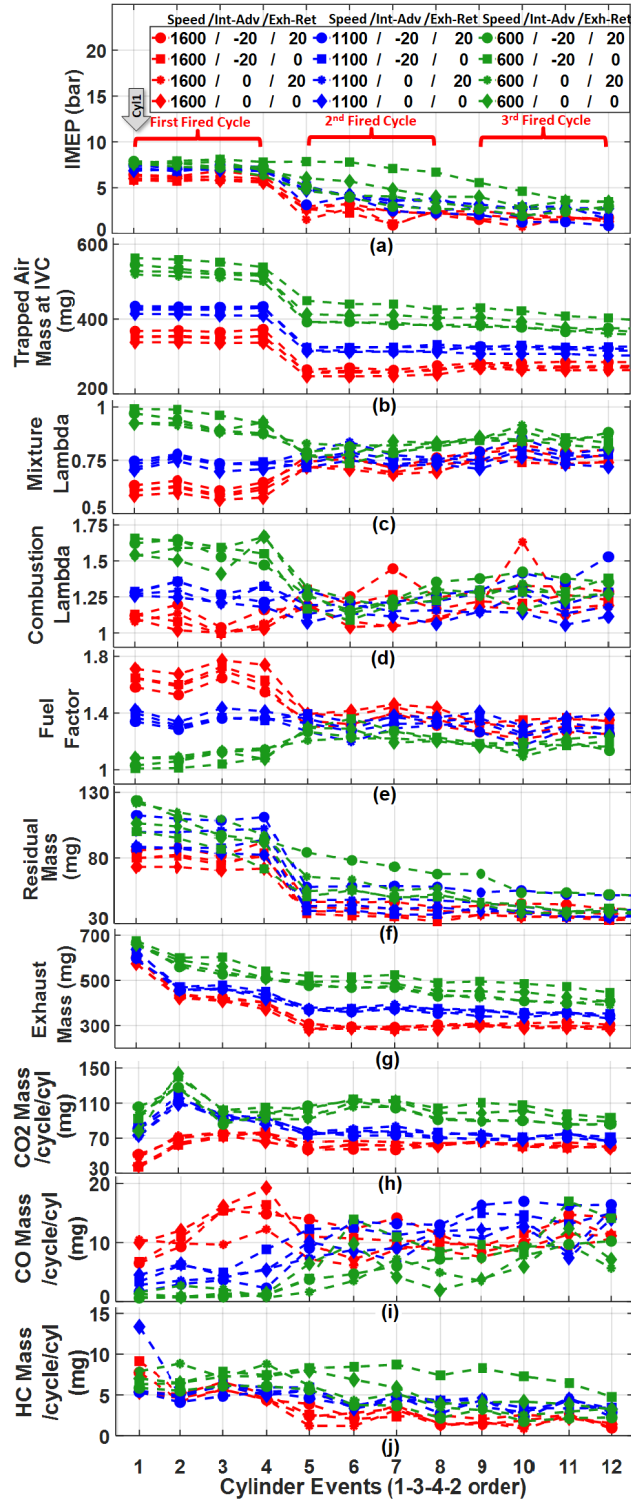 Speed /Int-Adv /Exh-Ret Speed /Int-Adv /Exh-Ret Speed /Int-Adv /Exh-Ret
1600 / -20 / 20 1100 / -20 / 20 600 / -20 / 20
1600 / -20 / 0 1100 / -20 / 0 600 / -20 / 0
1600 / 0 / 20 1100 / 0 / 20 600 / 0 / 20
1600 / 0 / 0 1100 / 0 / 0 600 / 0 / 0
Cyl1
First Fired Cycle 2nd Fired Cycle 3rd Fired Cycle
IMEP (bar)
20
15
10
5
0
(a)
Trapped Air
Mass at IVC
(mg)
600
400
200
(b)
Mixture
Lambda
1
0.75
0.5
(c)
Combustion
Lambda
1.75
1.5
1.25
1
(d)
Fuel
Factor
1.8
1.4
1
(e)
Residual
Mass
(mg)
130
80
30
(f)
Exhaust
Mass (mg)
700
500
300
(g)
CO2 Mass
/cycle/cyl
(mg)
150
110
70
30
(h)
CO Mass
/cycle/cyl
(mg)
20
10
0
(i)
HC Mass
/cycle/cyl
(mg)
15
10
5
0
(j)
1 2 3 4 5 6 7 8 9 10 11 12
Cylinder Events (1-3-4-2 order)